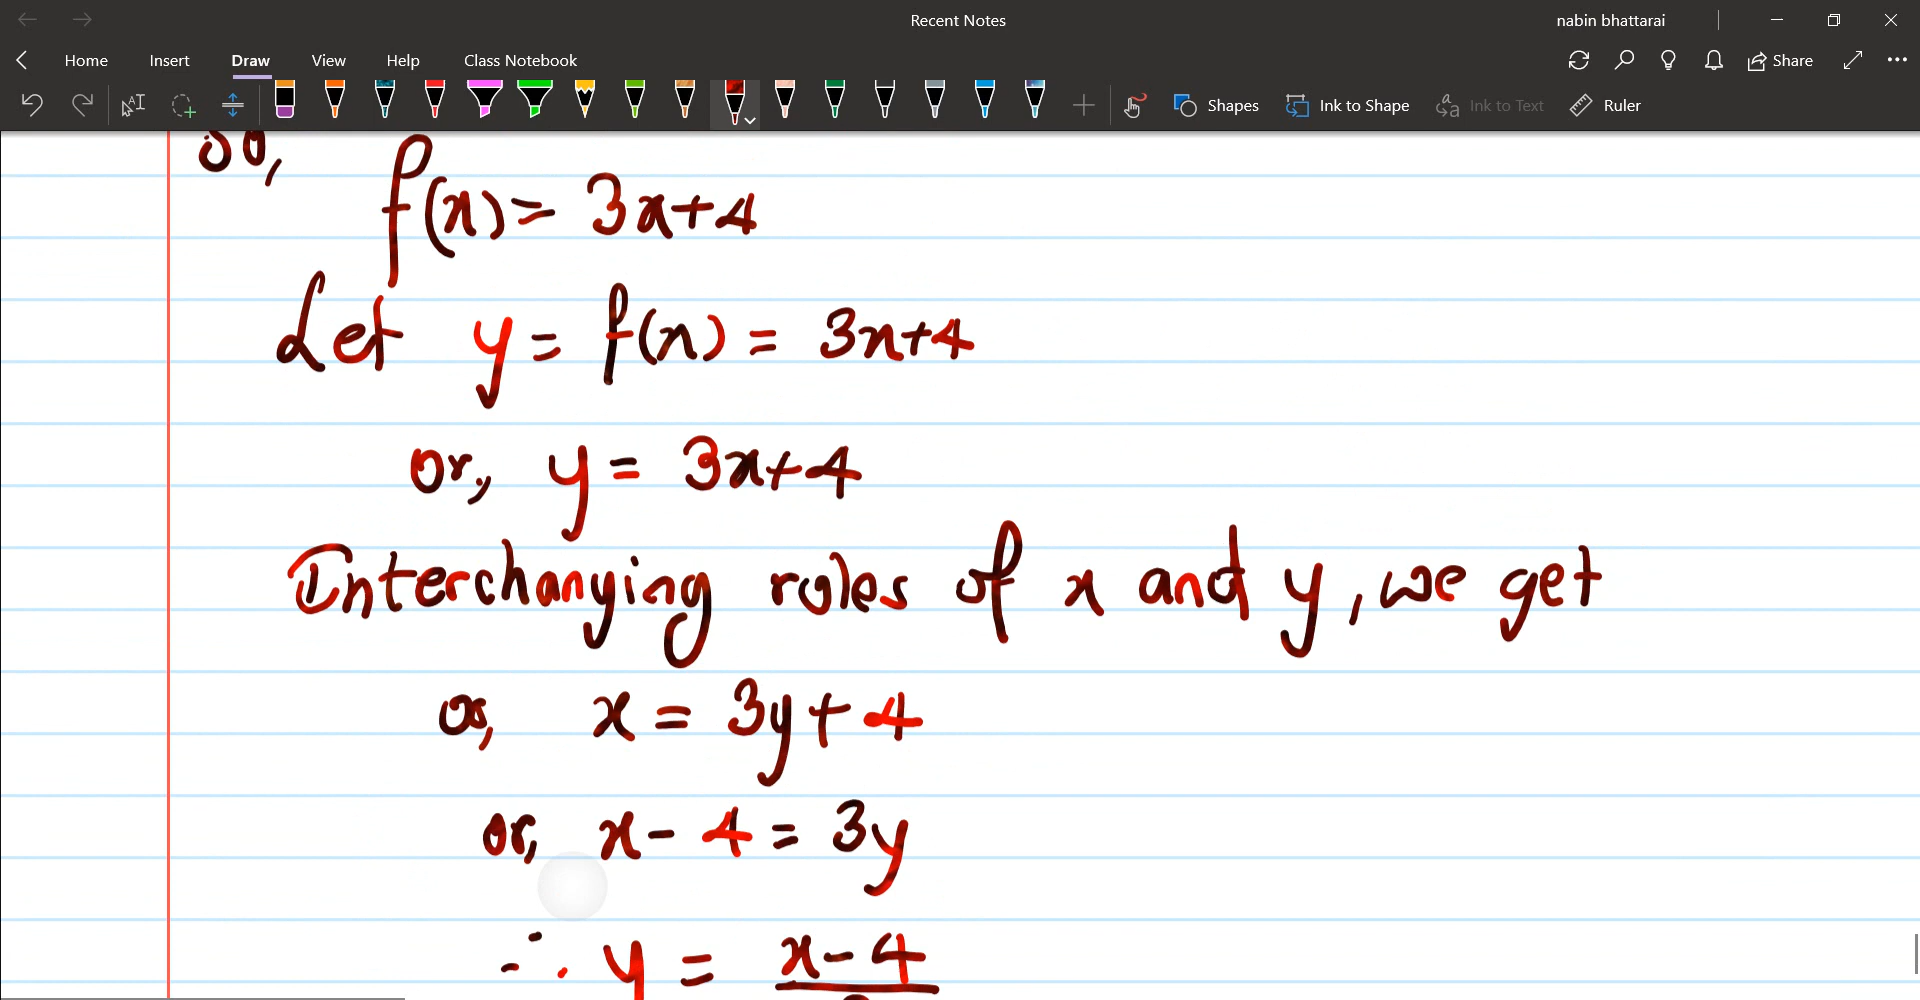 Recent Notes
nabin bhattarai
Home Insert Draw View Help Class Notebook
Share
Shapes Ink to Shape Ink to Text Ruler
So,
f(x) = 3x+4
Let y = f(x) = 3x+4
or, y = 3x+4
Interchanging roles of x and y, we get
or, x = 3y + 4
or, x - 4 = 3y
∴ y = x - 4